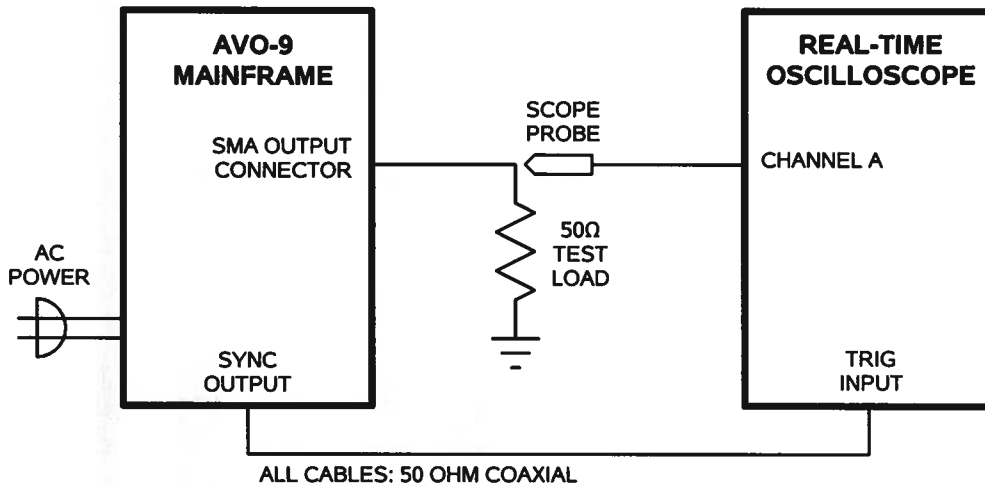 AVO-9
MAINFRAME
REAL-TIME
OSCILLOSCOPE
SCOPE
PROBE
SMA OUTPUT
CONNECTOR
CHANNEL A
50Ω
TEST
LOAD
AC
POWER
SYNC
OUTPUT
TRIG
INPUT
ALL CABLES: 50 OHM COAXIAL